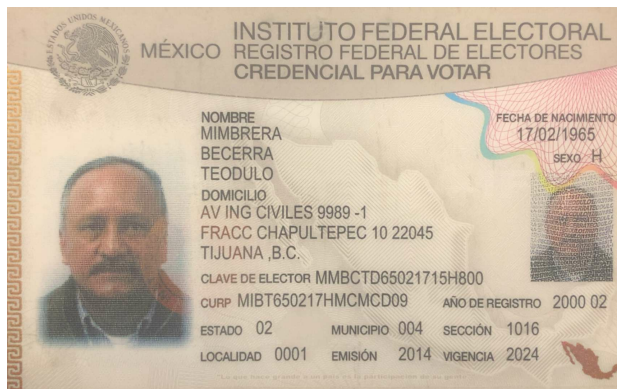 ESTADOS UNIDOS MEXICANOS
MÉXICO
INSTITUTO FEDERAL ELECTORAL
REGISTRO FEDERAL DE ELECTORES
CREDENCIAL PARA VOTAR
NOMBRE
MIMBRERA
BECERRA
TEODULO
FECHA DE NACIMIENTO
17/02/1965
SEXO H
DOMICILIO
AV ING CIVILES 9989 -1
FRACC CHAPULTEPEC 10 22045
TIJUANA ,B.C.
CLAVE DE ELECTOR MMBCTD65021715H800
CURP MIBT650217HMCMCD09 AÑO DE REGISTRO 2000 02
ESTADO 02 MUNICIPIO 004 SECCIÓN 1016
LOCALIDAD 0001 EMISIÓN 2014 VIGENCIA 2024